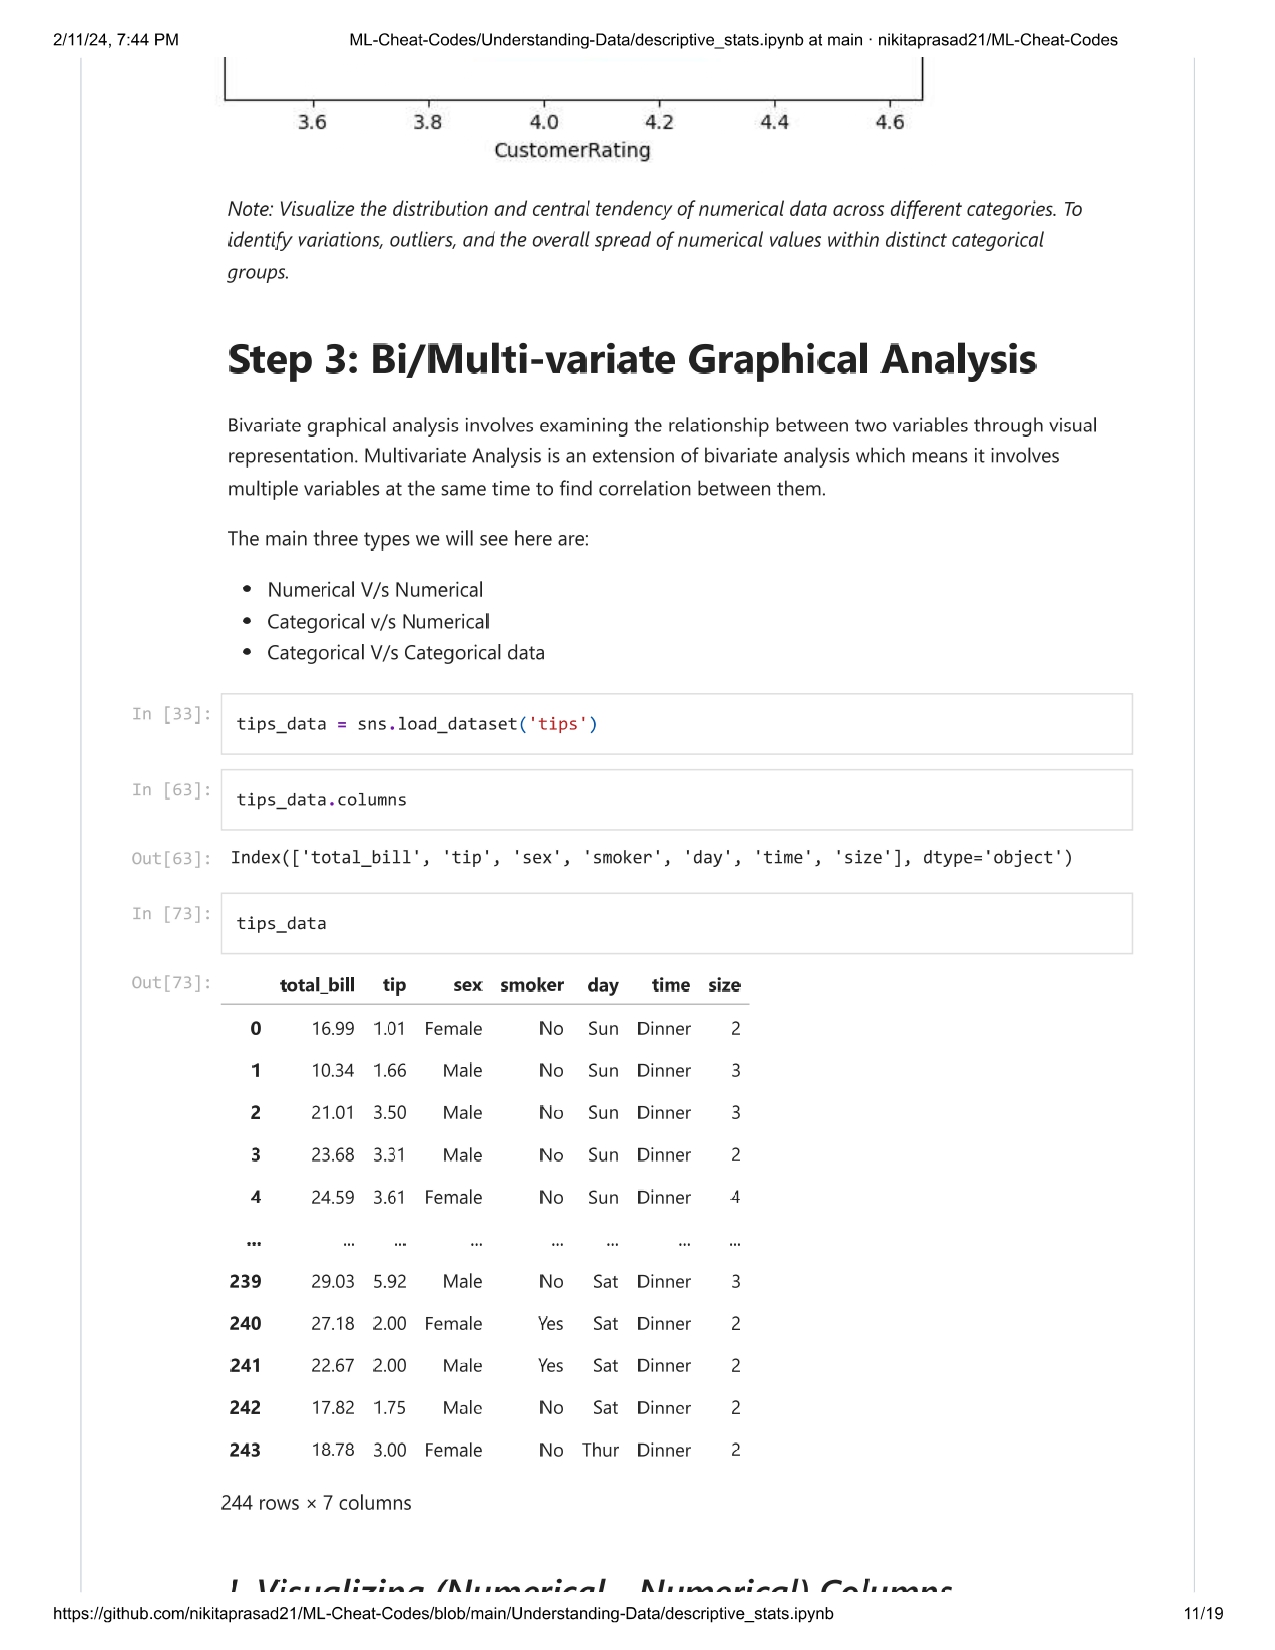 2/11/24, 7:44 PM ML-Cheat-Codes/Understanding-Data/descriptive_stats.ipynb at main · nikitaprasad21/ML-Cheat-Codes
3.6 3.8 4.0 4.2 4.4 4.6
CustomerRating
Note: Visualize the distribution and central tendency of numerical data across different categories. To
identify variations, outliers, and the overall spread of numerical values within distinct categorical
groups.
Step 3: Bi/Multi-variate Graphical Analysis
Bivariate graphical analysis involves examining the relationship between two variables through visual
representation. Multivariate Analysis is an extension of bivariate analysis which means it involves
multiple variables at the same time to find correlation between them.
The main three types we will see here are:
• Numerical V/s Numerical
• Categorical v/s Numerical
• Categorical V/s Categorical data
In [33]: tips_data = sns.load_dataset('tips')
In [63]: tips_data.columns
Out[63]: Index(['total_bill', 'tip', 'sex', 'smoker', 'day', 'time', 'size'], dtype='object')
In [73]: tips_data
Out[73]: total_bill tip sex smoker day time size
0 16.99 1.01 Female No Sun Dinner 2
1 10.34 1.66 Male No Sun Dinner 3
2 21.01 3.50 Male No Sun Dinner 3
3 23.68 3.31 Male No Sun Dinner 2
4 24.59 3.61 Female No Sun Dinner 4
... ... ... ... ... ... ... ...
239 29.03 5.92 Male No Sat Dinner 3
240 27.18 2.00 Female Yes Sat Dinner 2
241 22.67 2.00 Male Yes Sat Dinner 2
242 17.82 1.75 Male No Sat Dinner 2
243 18.78 3.00 Female No Thur Dinner 2
244 rows × 7 columns
I. Visualizing (Numerical - Numerical) Columns
https://github.com/nikitaprasad21/ML-Cheat-Codes/blob/main/Understanding-Data/descriptive_stats.ipynb 11/19